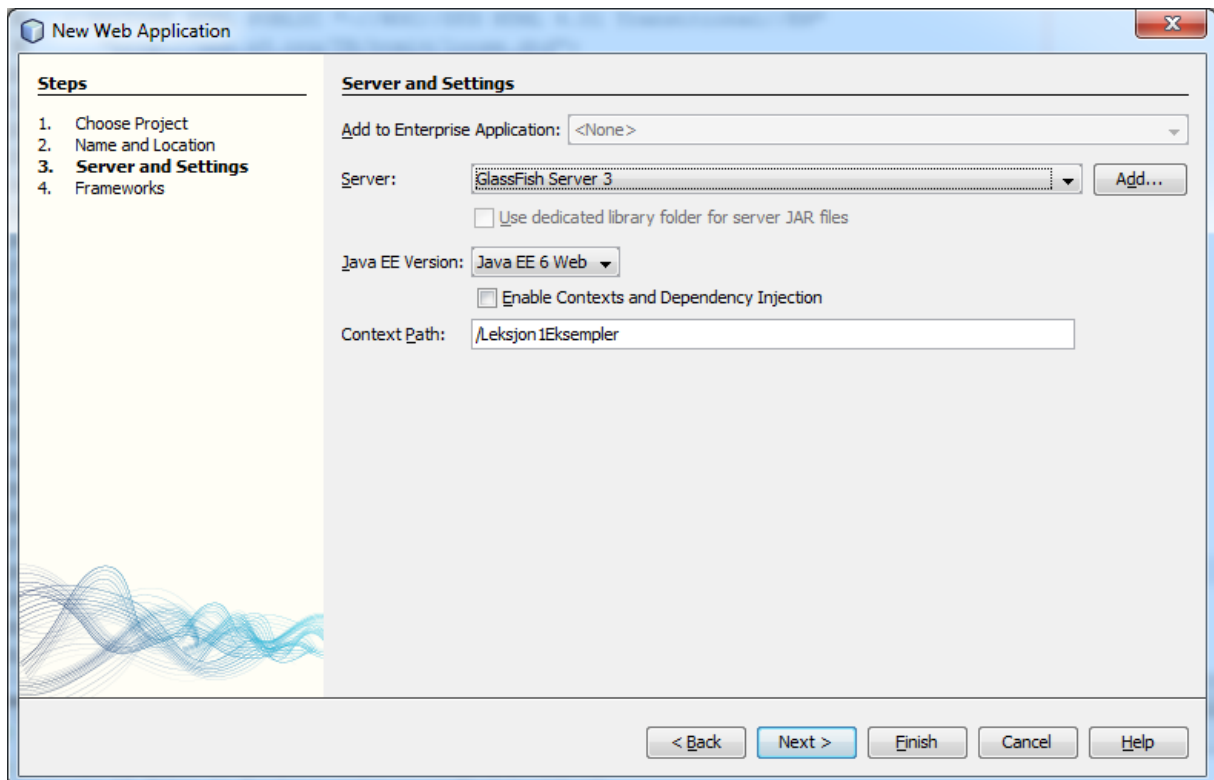 New Web Application
Steps
1. Choose Project
2. Name and Location
3. Server and Settings
4. Frameworks
Server and Settings
Add to Enterprise Application: <None>
Server: GlassFish Server 3 Add...
Use dedicated library folder for server JAR files
Java EE Version: Java EE 6 Web
Enable Contexts and Dependency Injection
Context Path: /Leksjon1Eksempler
< Back Next > Finish Cancel Help